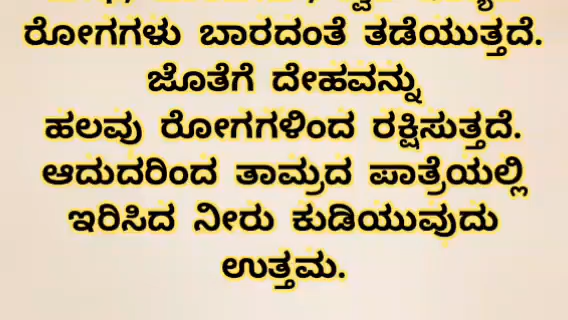 ರೋಗಗಳು ಬಾರದಂತೆ ತಡೆಯುತ್ತದೆ.
ಜೊತೆಗೆ ದೇಹವನ್ನು
ಹಲವು ರೋಗಗಳಿಂದ ರಕ್ಷಿಸುತ್ತದೆ.
ಆದುದರಿಂದ ತಾಮ್ರದ ಪಾತ್ರೆಯಲ್ಲಿ
ಇರಿಸಿದ ನೀರು ಕುಡಿಯುವುದು
ಉತ್ತಮ.